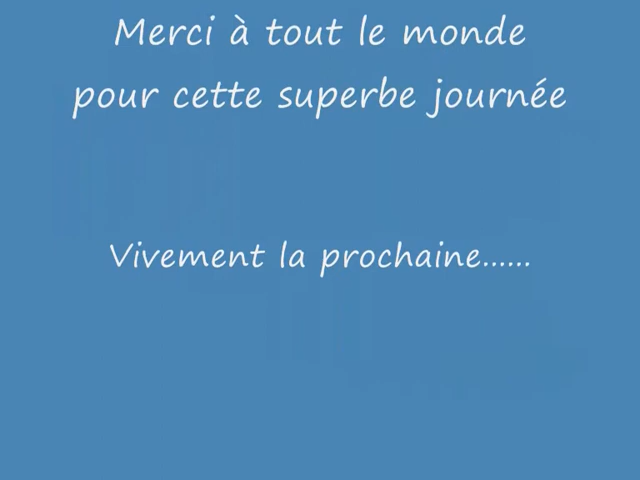 Merci à tout le monde
pour cette superbe journée
Vivement la prochaine......